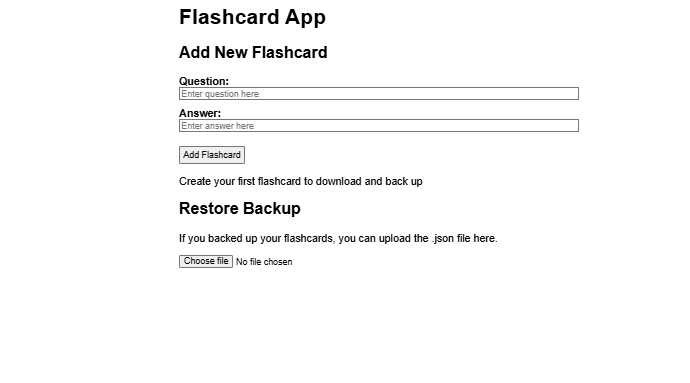 Flashcard App
Add New Flashcard
Question:
Enter question here
Answer:
Enter answer here
Add Flashcard
Create your first flashcard to download and back up
Restore Backup
If you backed up your flashcards, you can upload the .json file here.
Choose file No file chosen